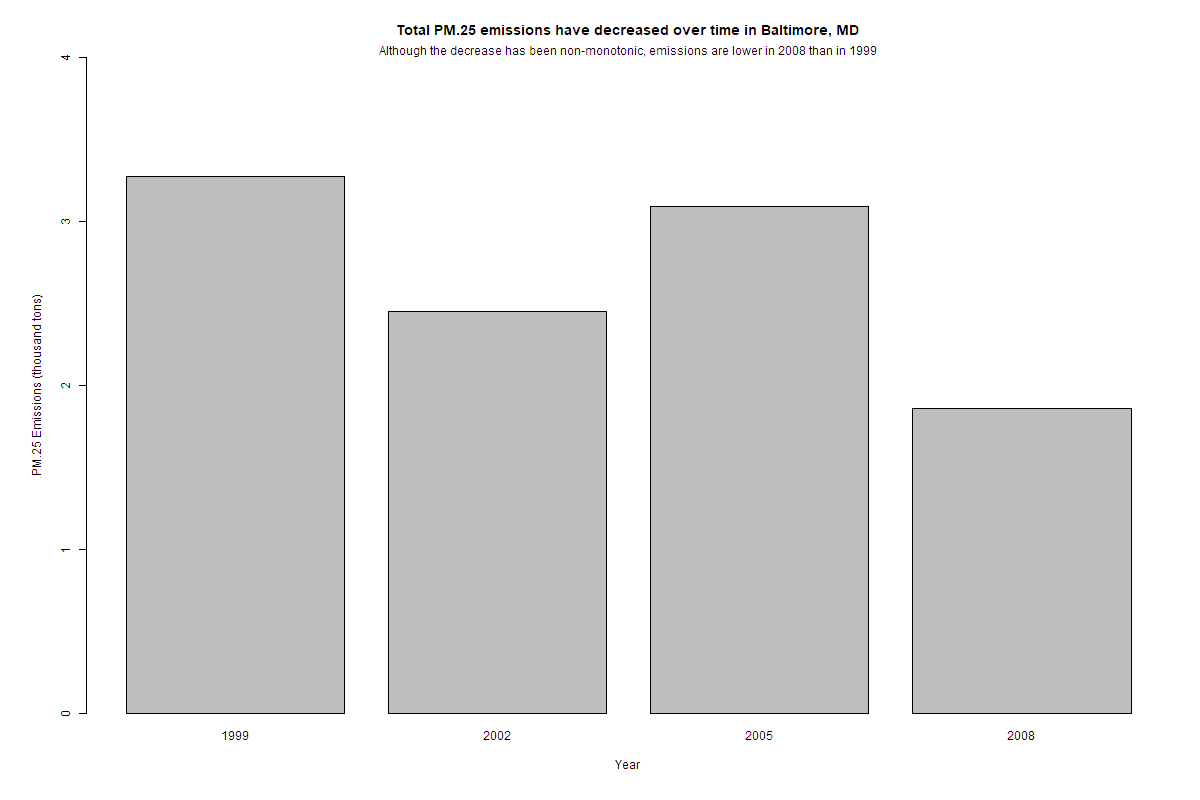 Total PM.25 emissions have decreased over time in Baltimore, MD
Although the decrease has been non-monotonic, emissions are lower in 2008 than in 1999
4
3
2
1
0
PM.25 Emissions (thousand tons)
1999
2002
2005
2008
Year